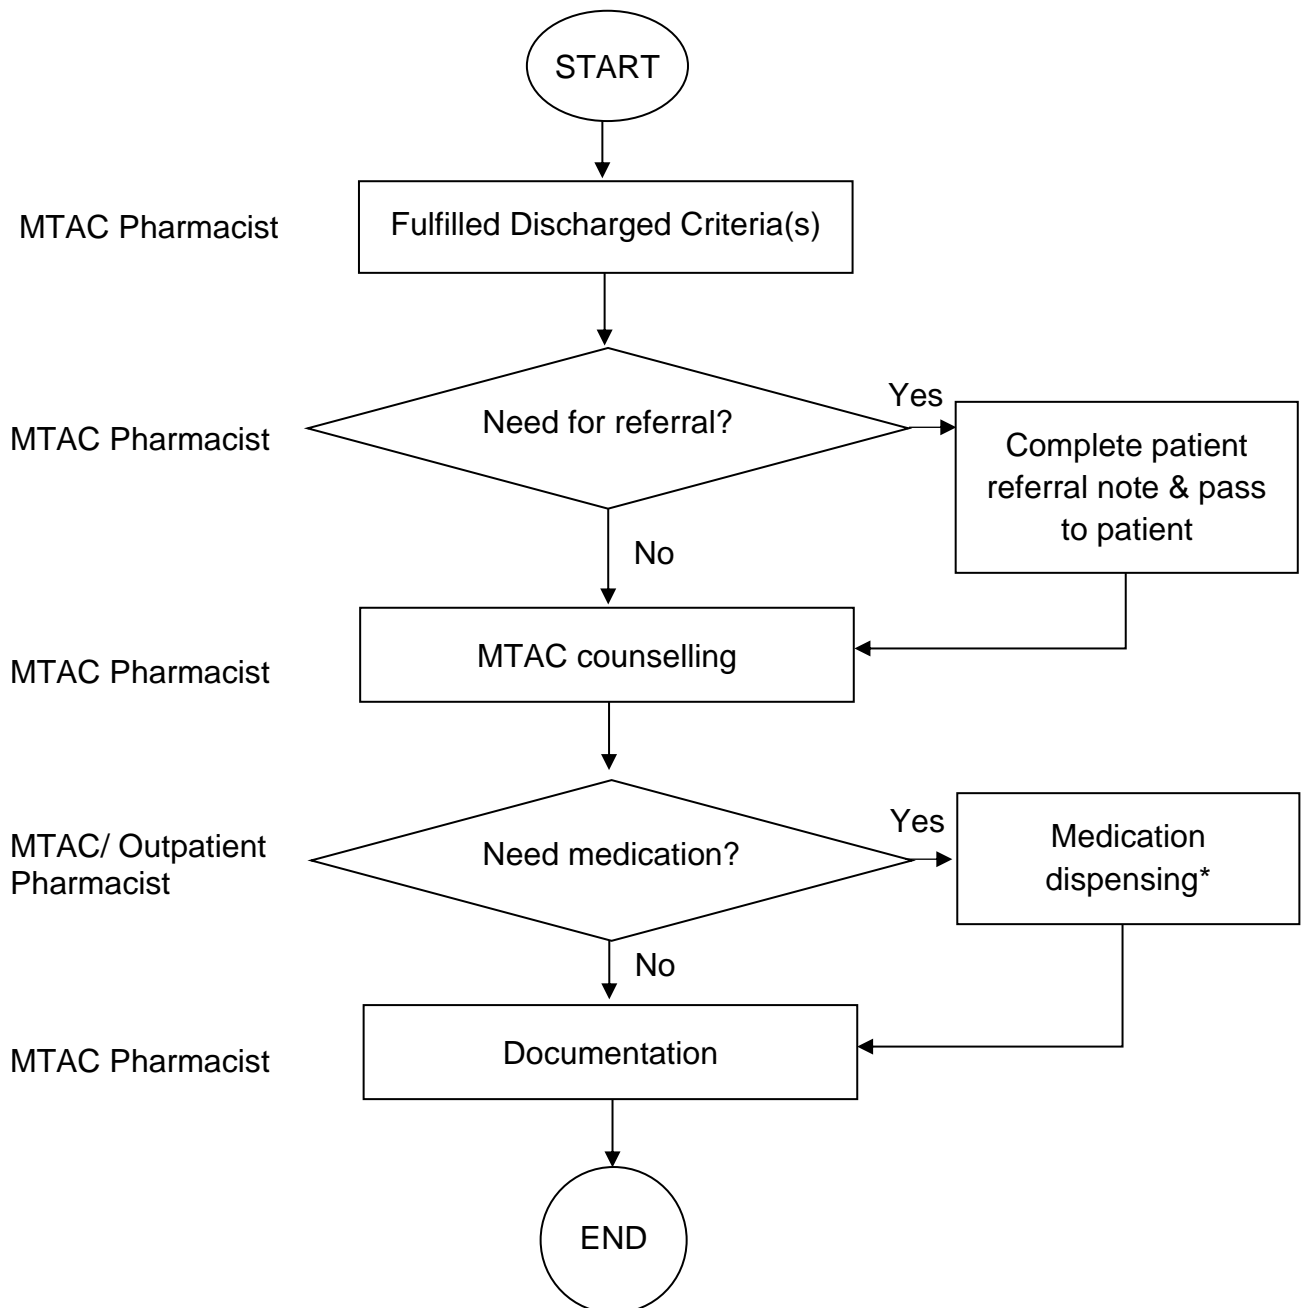 START
MTAC Pharmacist
Fulfilled Discharged Criteria(s)
MTAC Pharmacist
Need for referral?
Yes
Complete patient
referral note & pass
to patient
No
MTAC Pharmacist
MTAC counselling
MTAC/ Outpatient
Pharmacist
Need medication?
Yes
Medication
dispensing*
No
MTAC Pharmacist
Documentation
END